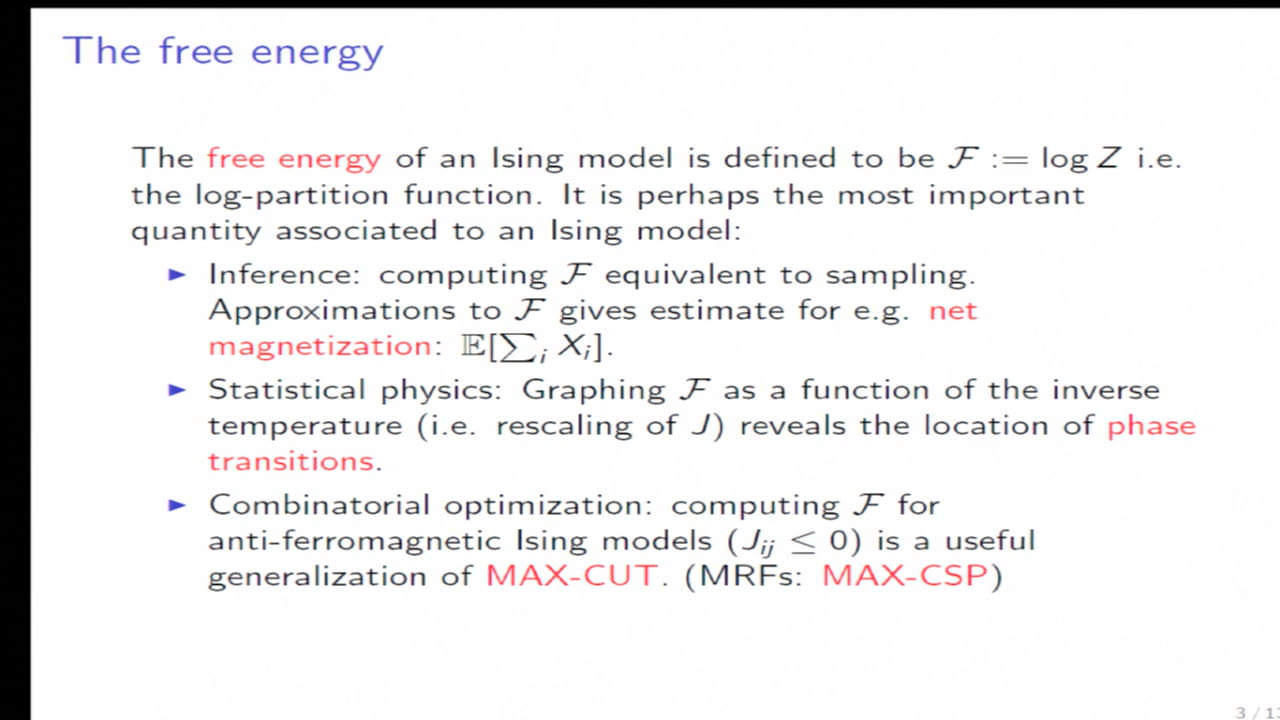 The free energy
The free energy of an Ising model is defined to be ℱ := log Z i.e.
the log-partition function. It is perhaps the most important
quantity associated to an Ising model:
► Inference: computing ℱ equivalent to sampling.
Approximations to ℱ gives estimate for e.g. net
magnetization: 𝔼[∑ᵢ Xᵢ].
► Statistical physics: Graphing ℱ as a function of the inverse
temperature (i.e. rescaling of J) reveals the location of phase
transitions.
► Combinatorial optimization: computing ℱ for
anti-ferromagnetic Ising models (Jᵢⱼ ≤ 0) is a useful
generalization of MAX-CUT. (MRFs: MAX-CSP)
3 /